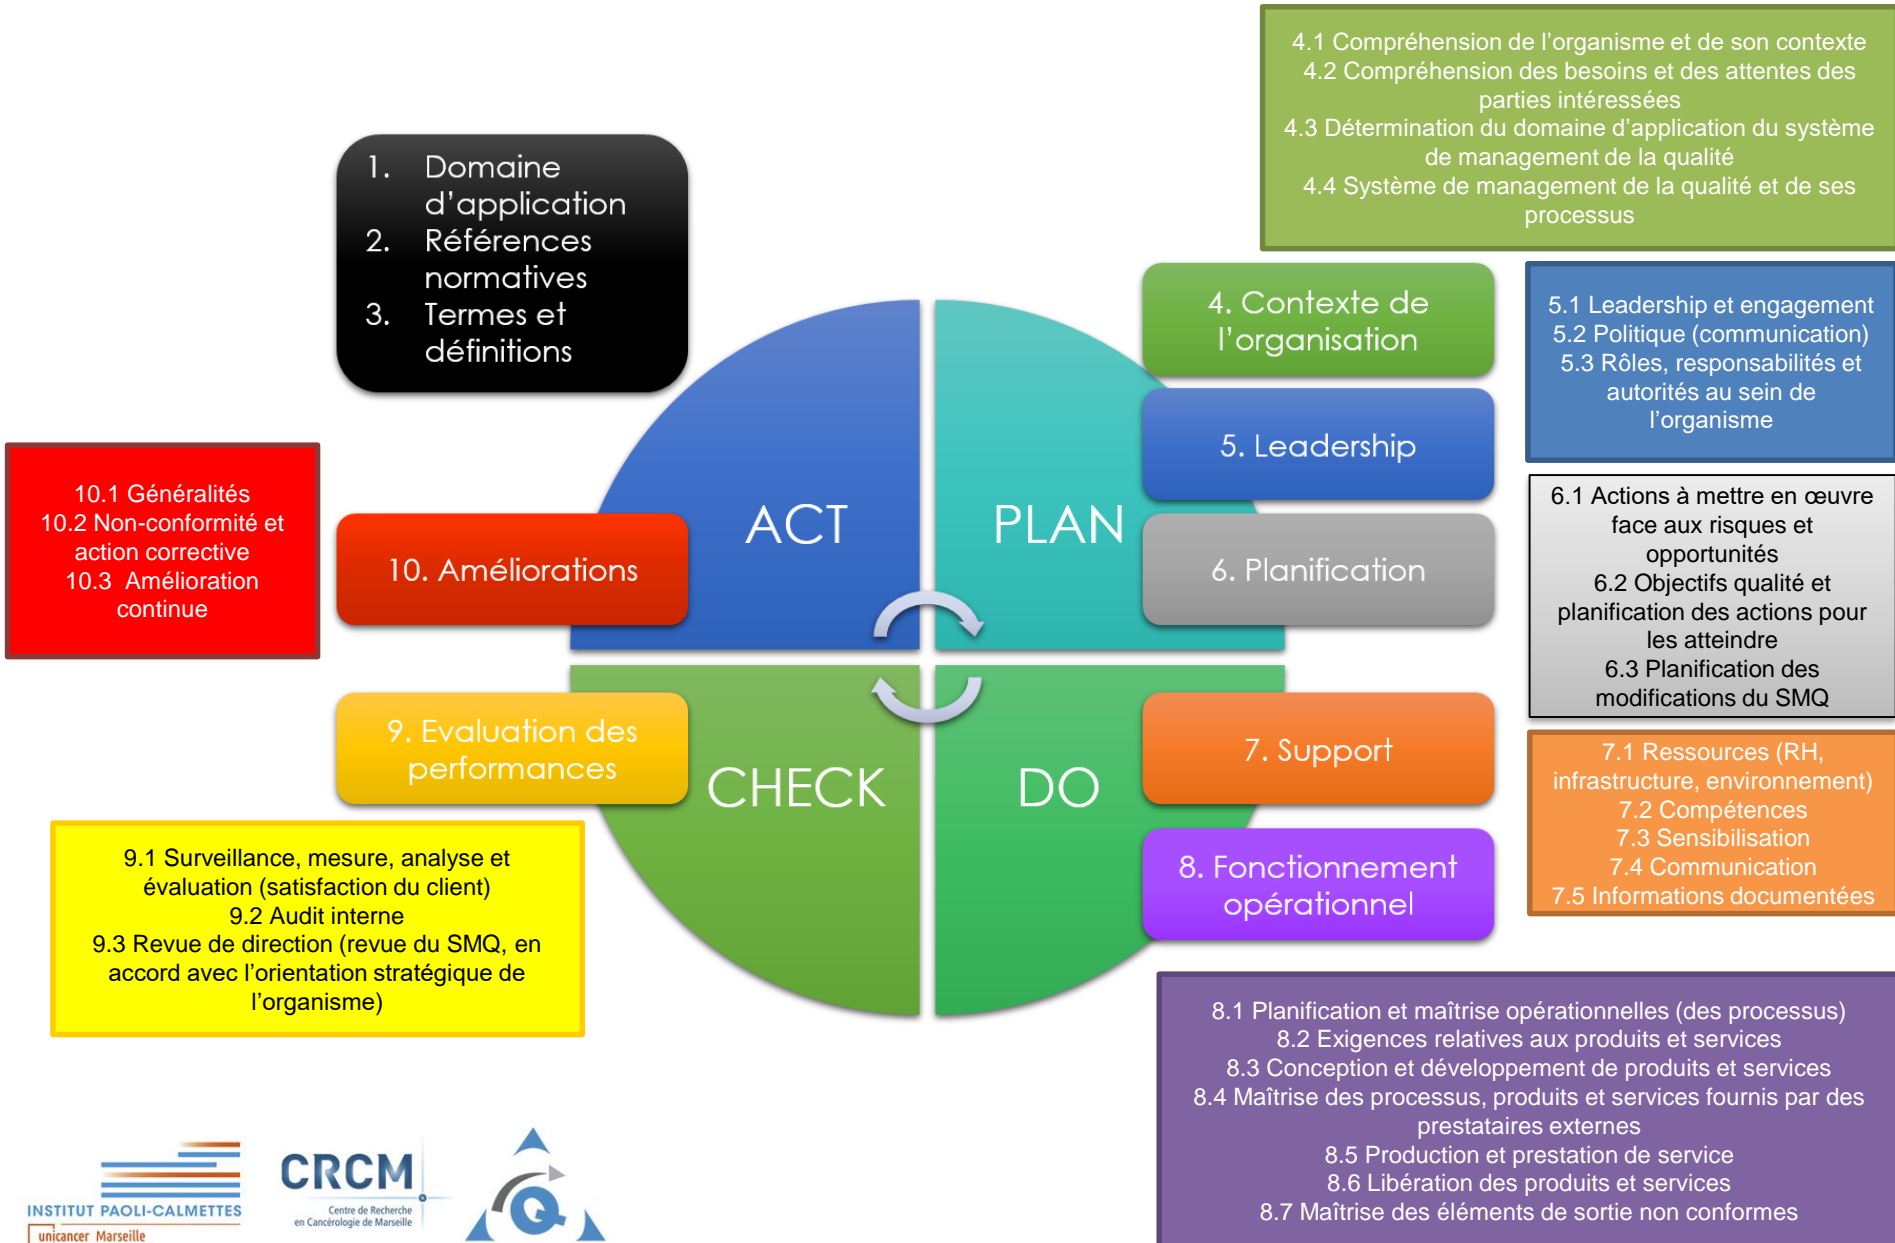 4.1 Compréhension de l'organisme et de son contexte
4.2 Compréhension des besoins et des attentes des
parties intéressées
4.3 Détermination du domaine d'application du système
de management de la qualité
4.4 Système de management de la qualité et de ses
processus
1. Domaine
d'application
2. Références
normatives
3. Termes et
définitions
4. Contexte de
l'organisation
5.1 Leadership et engagement
5.2 Politique (communication)
5.3 Rôles, responsabilités et
autorités au sein de
l'organisme
5. Leadership
10.1 Généralités
10.2 Non-conformité et
action corrective
10.3 Amélioration
continue
10. Améliorations
ACT
PLAN
6. Planification
6.1 Actions à mettre en œuvre
face aux risques et
opportunités
6.2 Objectifs qualité et
planification des actions pour
les atteindre
6.3 Planification des
modifications du SMQ
9. Evaluation des
performances
CHECK
DO
7. Support
7.1 Ressources (RH,
infrastructure, environnement)
7.2 Compétences
7.3 Sensibilisation
7.4 Communication
7.5 Informations documentées
9.1 Surveillance, mesure, analyse et
évaluation (satisfaction du client)
9.2 Audit interne
9.3 Revue de direction (revue du SMQ, en
accord avec l'orientation stratégique de
l'organisme)
8. Fonctionnement
opérationnel
8.1 Planification et maîtrise opérationnelles (des processus)
8.2 Exigences relatives aux produits et services
8.3 Conception et développement de produits et services
8.4 Maîtrise des processus, produits et services fournis par des
prestataires externes
8.5 Production et prestation de service
8.6 Libération des produits et services
8.7 Maîtrise des éléments de sortie non conformes
INSTITUT PAOLI-CALMETTES
unicancer Marseille
CRCM
Centre de Recherche
en Cancérologie de Marseille
Q